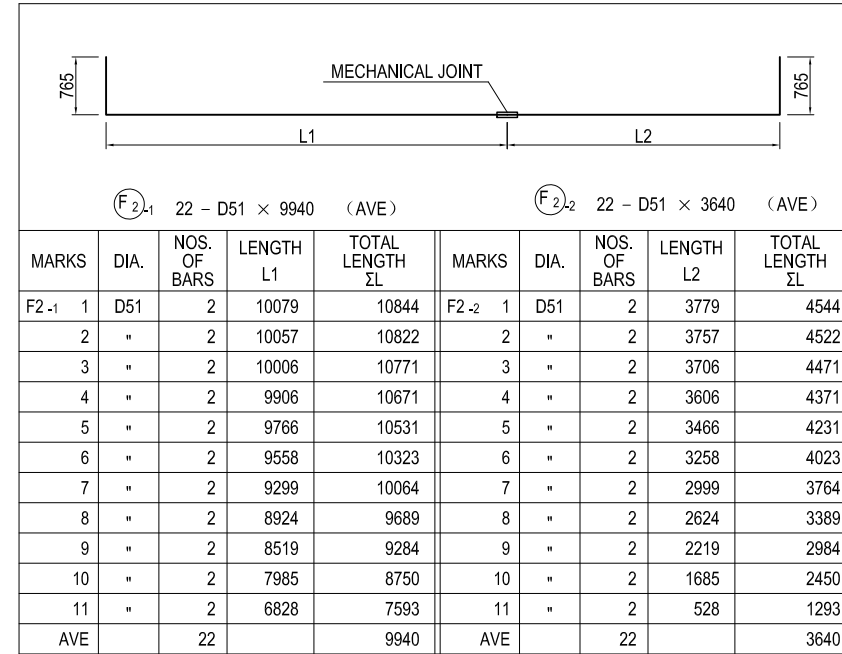 765
MECHANICAL JOINT
765
L1
L2
F 2 -1 22 – D51 × 9940 (AVE)
F 2 -2 22 – D51 × 3640 (AVE)
MARKS DIA. NOS. OF BARS LENGTH L1 TOTAL LENGTH ΣL MARKS DIA. NOS. OF BARS LENGTH L2 TOTAL LENGTH ΣL
F2 -1 1 D51 2 10079 10844 F2 -2 1 D51 2 3779 4544
2 " 2 10057 10822 2 " 2 3757 4522
3 " 2 10006 10771 3 " 2 3706 4471
4 " 2 9906 10671 4 " 2 3606 4371
5 " 2 9766 10531 5 " 2 3466 4231
6 " 2 9558 10323 6 " 2 3258 4023
7 " 2 9299 10064 7 " 2 2999 3764
8 " 2 8924 9689 8 " 2 2624 3389
9 " 2 8519 9284 9 " 2 2219 2984
10 " 2 7985 8750 10 " 2 1685 2450
11 " 2 6828 7593 11 " 2 528 1293
AVE 22 9940 AVE 22 3640